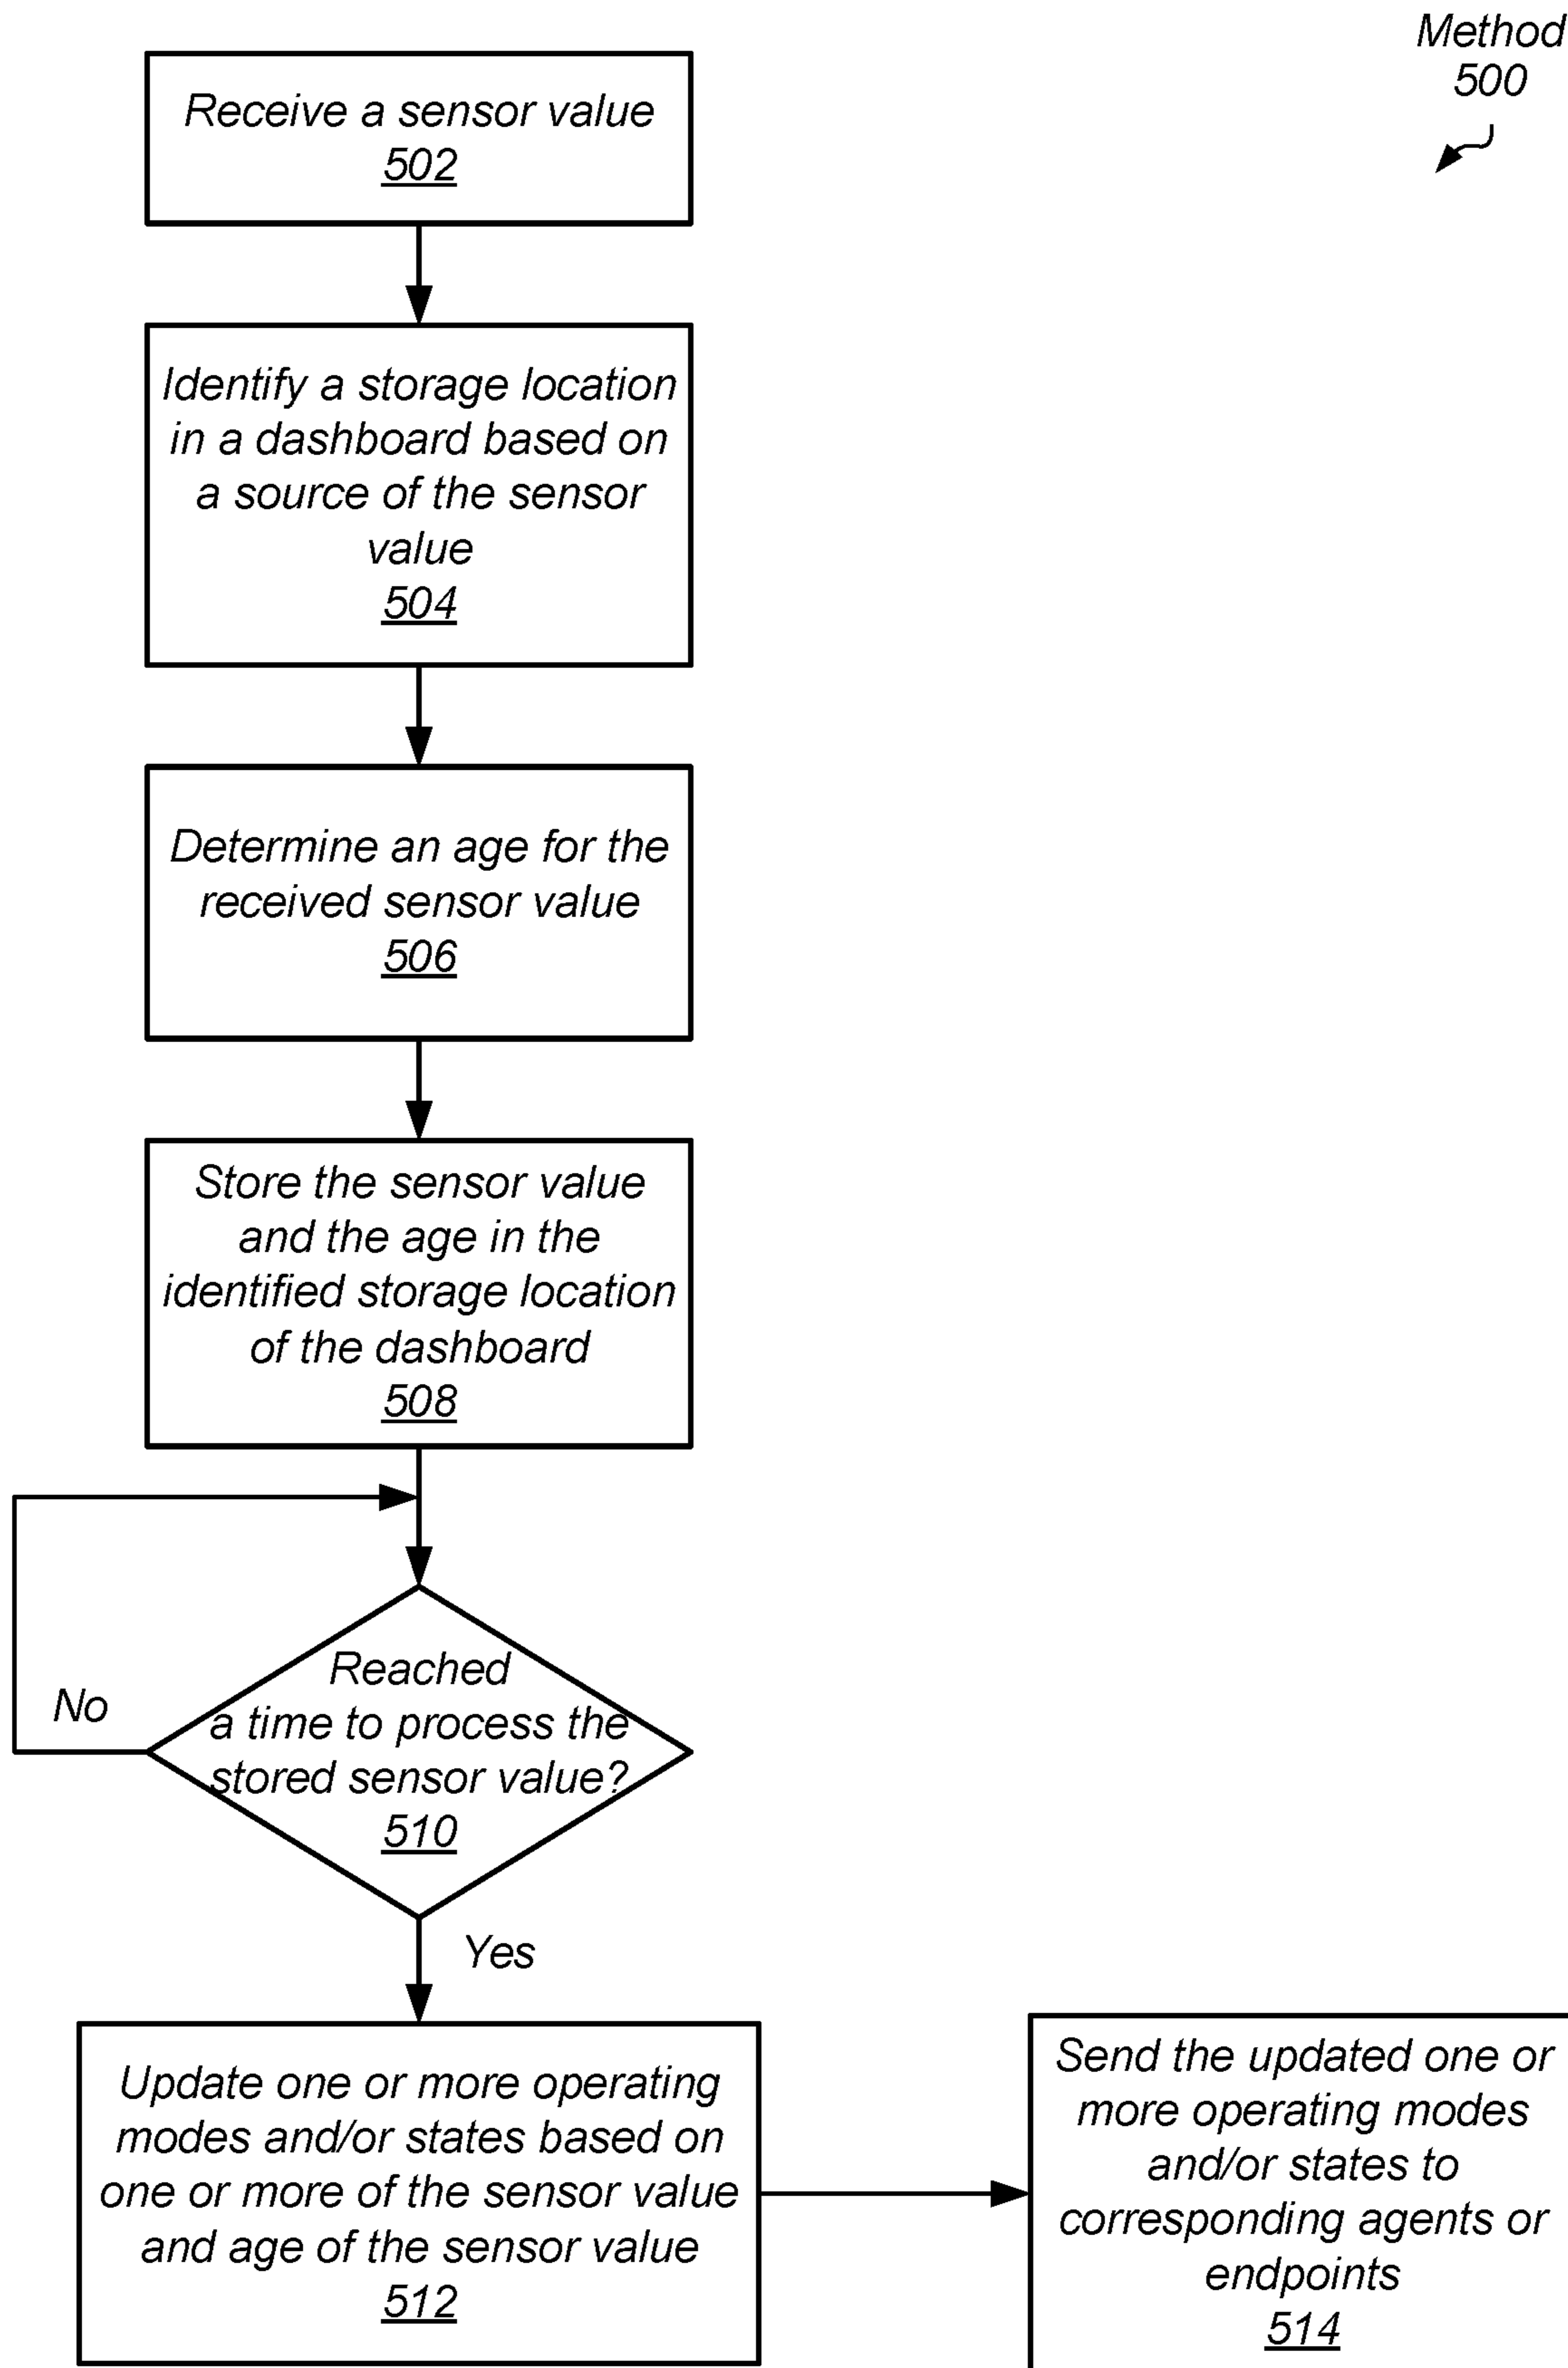 Method
500
Receive a sensor value
502
Identify a storage location
in a dashboard based on
a source of the sensor
value
504
Determine an age for the
received sensor value
506
Store the sensor value
and the age in the
identified storage location
of the dashboard
508
Reached
a time to process the
stored sensor value?
510
No
Yes
Update one or more operating
modes and/or states based on
one or more of the sensor value
and age of the sensor value
512
Send the updated one or
more operating modes
and/or states to
corresponding agents or
endpoints
514